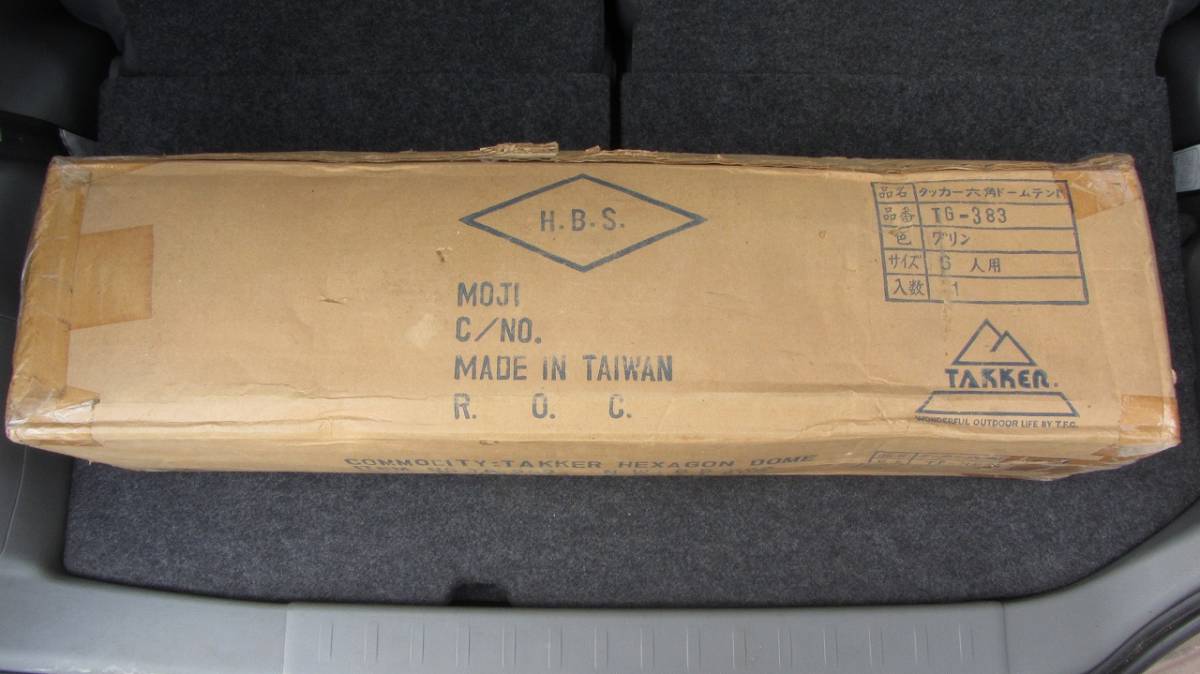 H.B.S.
MOJI
C/NO.
MADE IN TAIWAN
R. O. C.
品名 タッカー六角ドームテント
品番 TG-383
色 グリン
サイズ 6 人用
入数 1
TAKKER.
WONDERFUL OUTDOOR LIFE BY T.F.C.
COMMOLITY:TAKKER HEXAGON DOME